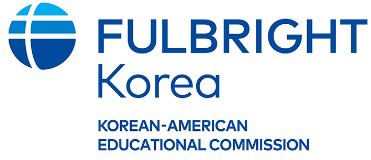 FULBRIGHT
Korea
KOREAN-AMERICAN
EDUCATIONAL COMMISSION